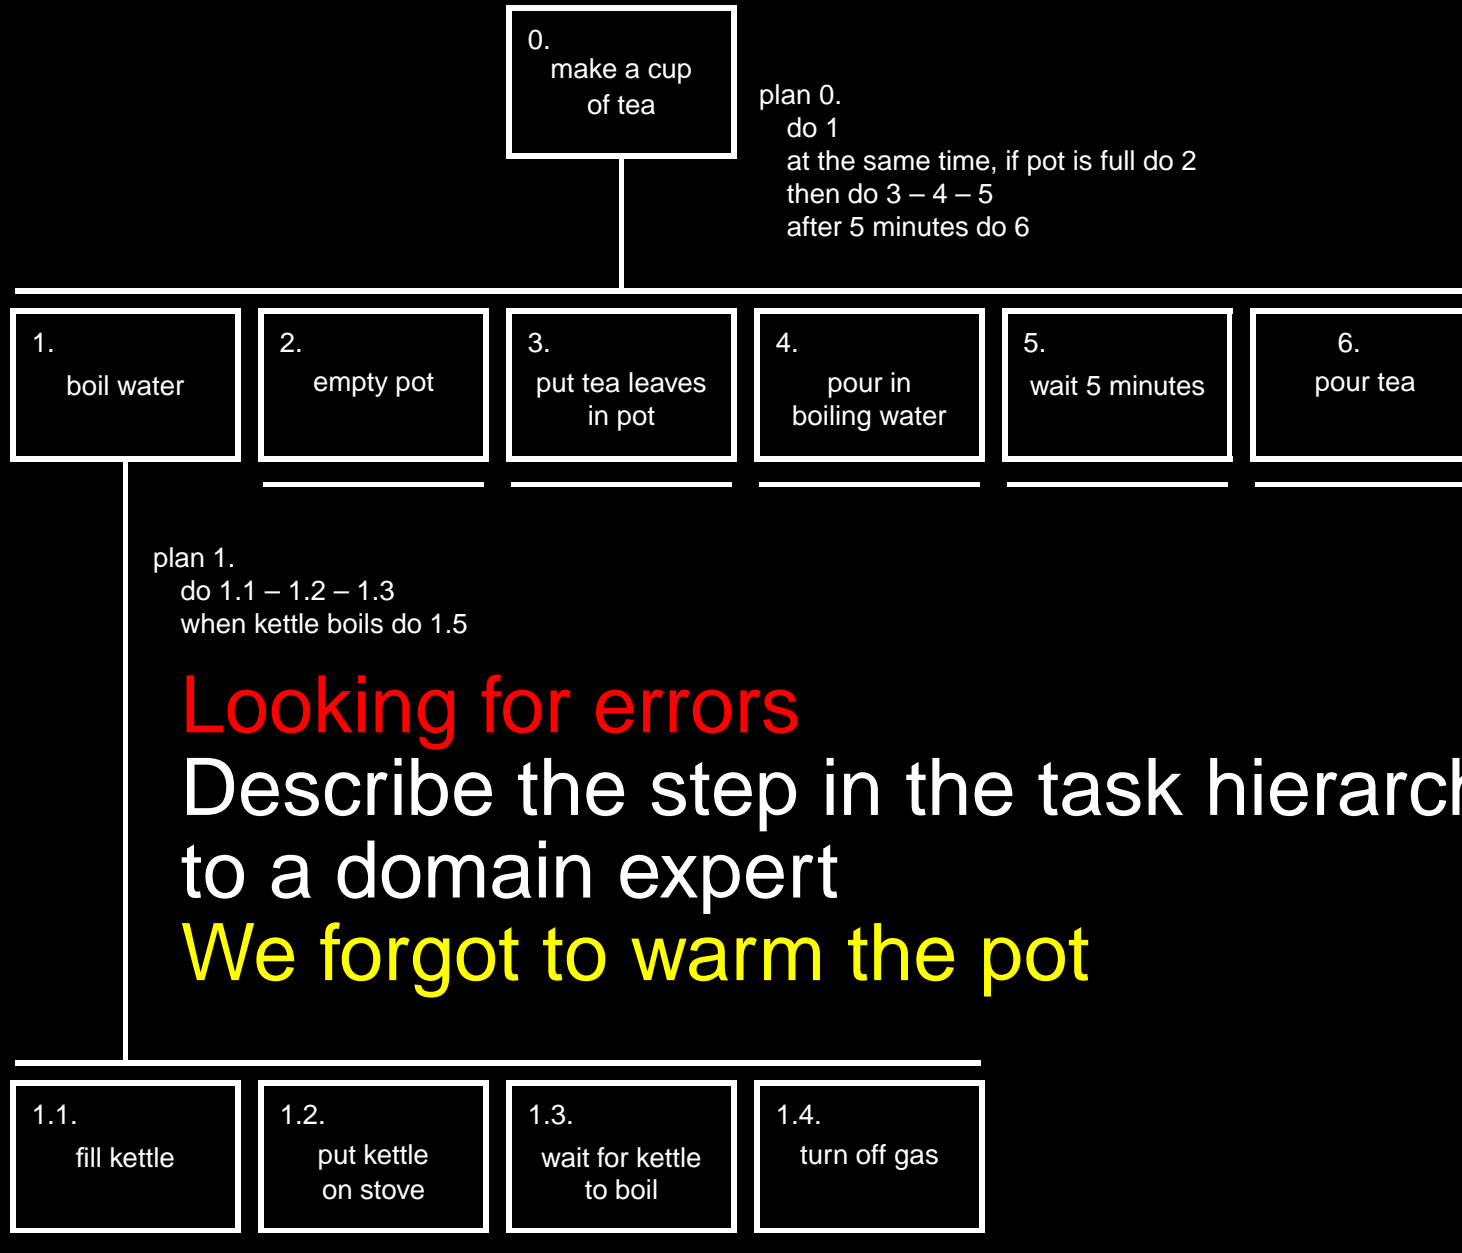 0.
make a cup
of tea
plan 0.
do 1
at the same time, if pot is full do 2
then do 3 – 4 – 5
after 5 minutes do 6
1.
boil water
2.
empty pot
3.
put tea leaves
in pot
4.
pour in
boiling water
5.
wait 5 minutes
6.
pour tea
plan 1.
do 1.1 – 1.2 – 1.3
when kettle boils do 1.5
Looking for errors
Describe the step in the task
to a domain expert
We forgot to warm the pot
1.1.
fill kettle
1.2.
put kettle
on stove
1.3.
wait for kettle
to boil
1.4.
turn off gas